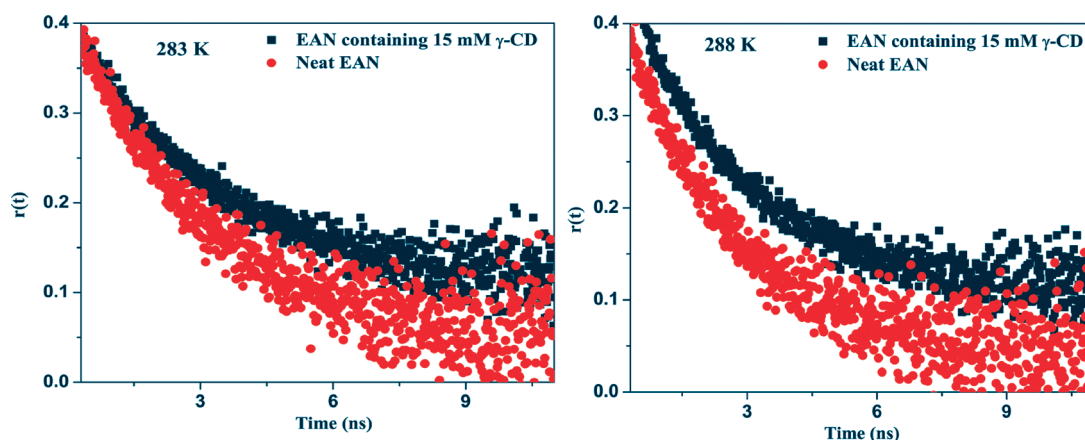 283 K
EAN containing 15 mM γ-CD
Neat EAN
r(t)
0.4
0.3
0.2
0.1
0.0
3
6
9
Time (ns)
288 K
EAN containing 15 mM γ-CD
Neat EAN
r(t)
0.4
0.3
0.2
0.1
0.0
3
6
9
Time (ns)